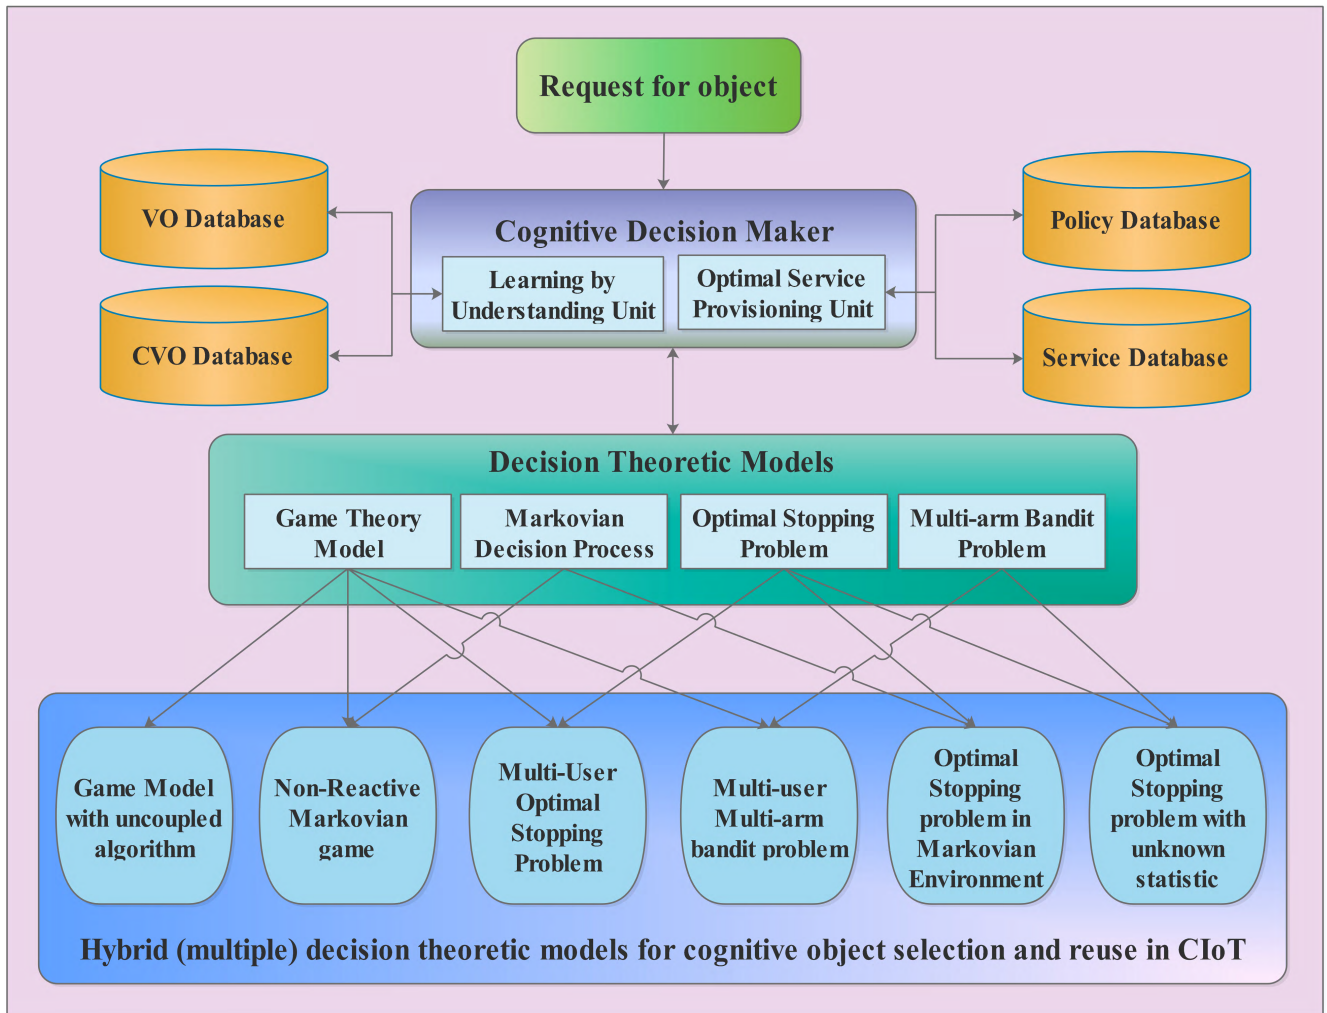 Request for object
VO Database
CVO Database
Cognitive Decision Maker
Learning by
Understanding Unit
Optimal Service
Provisioning Unit
Policy Database
Service Database
Decision Theoretic Models
Game Theory
Model
Markovian
Decision Process
Optimal Stopping
Problem
Multi-arm Bandit
Problem
Game Model
with uncoupled
algorithm
Non-Reactive
Markovian
game
Multi-User
Optimal
Stopping
Problem
Multi-user
Multi-arm
bandit problem
Optimal
Stopping
problem in
Markovian
Environment
Optimal
Stopping
problem with
unknown
statistic
Hybrid (multiple) decision theoretic models for cognitive object selection and reuse in CIoT